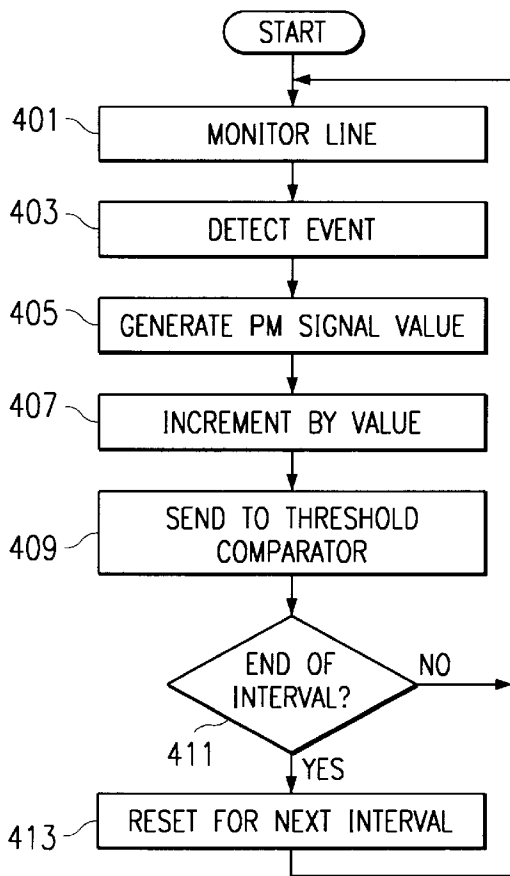 START
401
MONITOR LINE
403
DETECT EVENT
405
GENERATE PM SIGNAL VALUE
407
INCREMENT BY VALUE
409
SEND TO THRESHOLD
COMPARATOR
END OF
INTERVAL?
NO
411
YES
413
RESET FOR NEXT INTERVAL